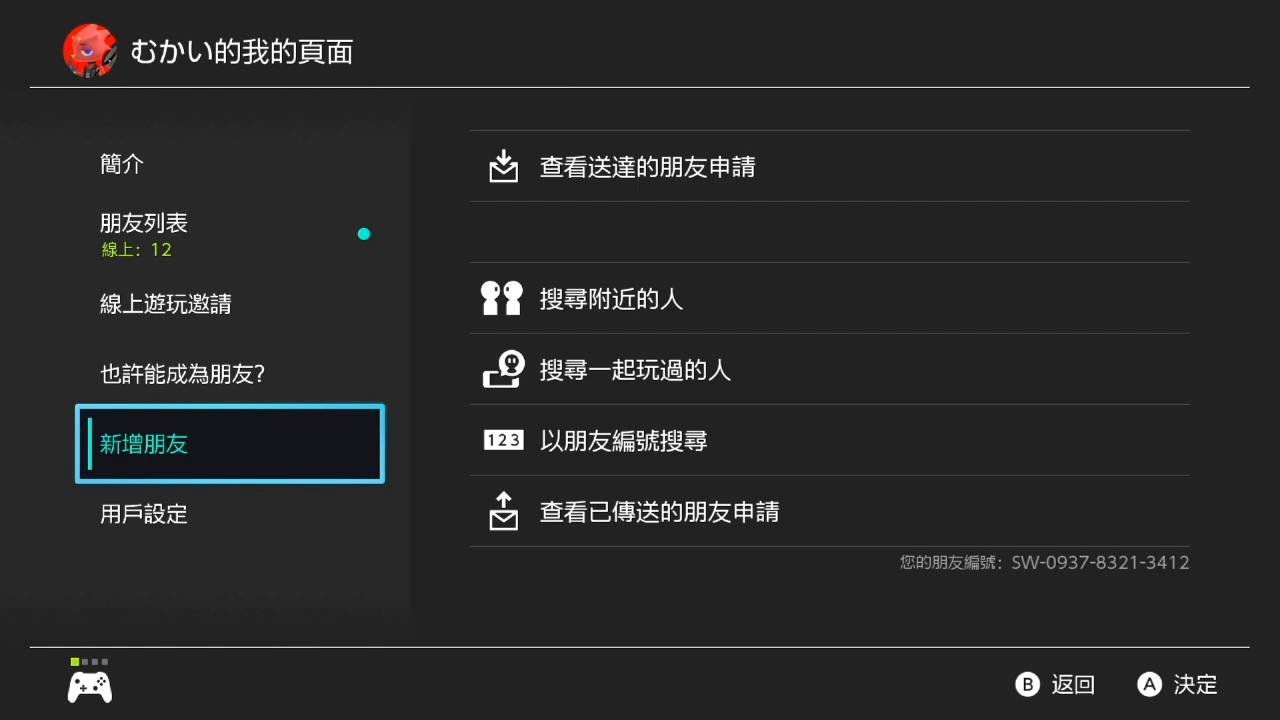 むかい的我的頁面
簡介
朋友列表
線上：12
線上遊玩邀請
也許能成為朋友?
新增朋友
用戶設定
查看送達的朋友申請
搜尋附近的人
搜尋一起玩過的人
123
以朋友編號搜尋
查看已傳送的朋友申請
您的朋友編號：SW-0937-8321-3412
B 返回
A 決定